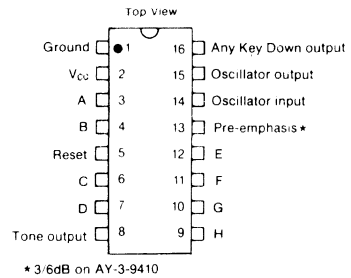 Top View
Ground 1 16 Any Key Down output
Vcc 2 15 Oscillator output
A 3 14 Oscillator input
B 4 13 Pre-emphasis*
Reset 5 12 E
C 6 11 F
D 7 10 G
Tone output 8 9 H
* 3/6dB on AY-3-9410